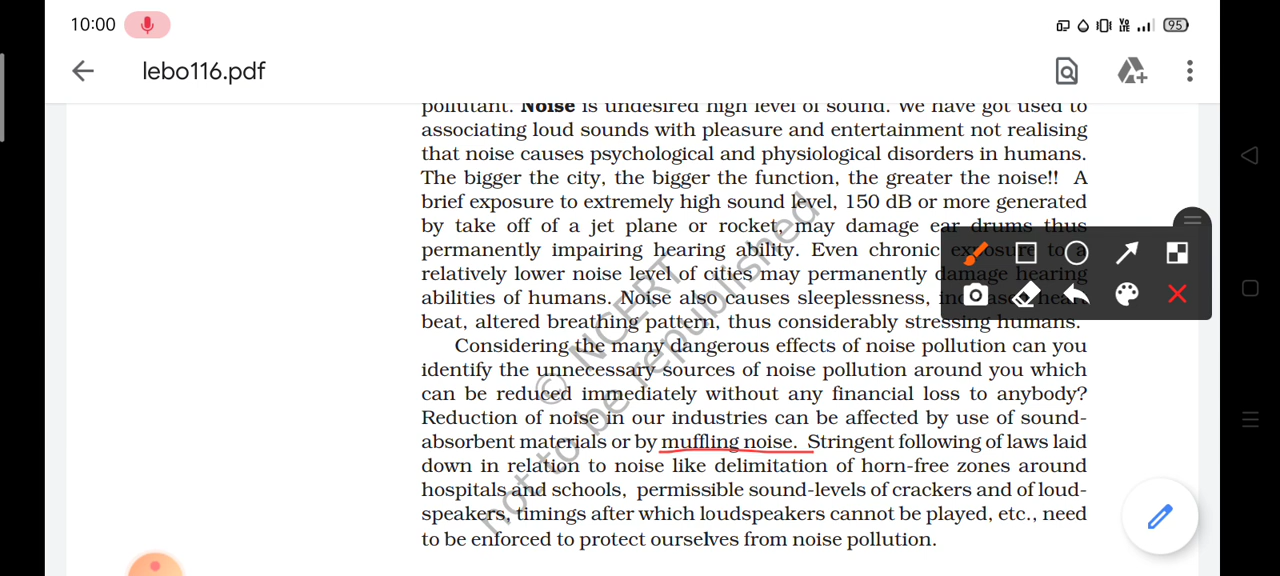 10:00
VO LTE 95
lebo116.pdf
pollutant. Noise is undesired high level of sound. We have got used to
associating loud sounds with pleasure and entertainment not realising
that noise causes psychological and physiological disorders in humans.
The bigger the city, the bigger the function, the greater the noise!! A
brief exposure to extremely high sound level, 150 dB or more generated
by take off of a jet plane or rocket, may damage ear drums thus
permanently impairing hearing ability. Even chronic exposure to a
relatively lower noise level of cities may permanently damage hearing
abilities of humans. Noise also causes sleeplessness, increased heart
beat, altered breathing pattern, thus considerably stressing humans.
Considering the many dangerous effects of noise pollution can you
identify the unnecessary sources of noise pollution around you which
can be reduced immediately without any financial loss to anybody?
Reduction of noise in our industries can be affected by use of sound-
absorbent materials or by muffling noise. Stringent following of laws laid
down in relation to noise like delimitation of horn-free zones around
hospitals and schools, permissible sound-levels of crackers and of loud-
speakers, timings after which loudspeakers cannot be played, etc., need
to be enforced to protect ourselves from noise pollution.
© NCERT
not to be republished